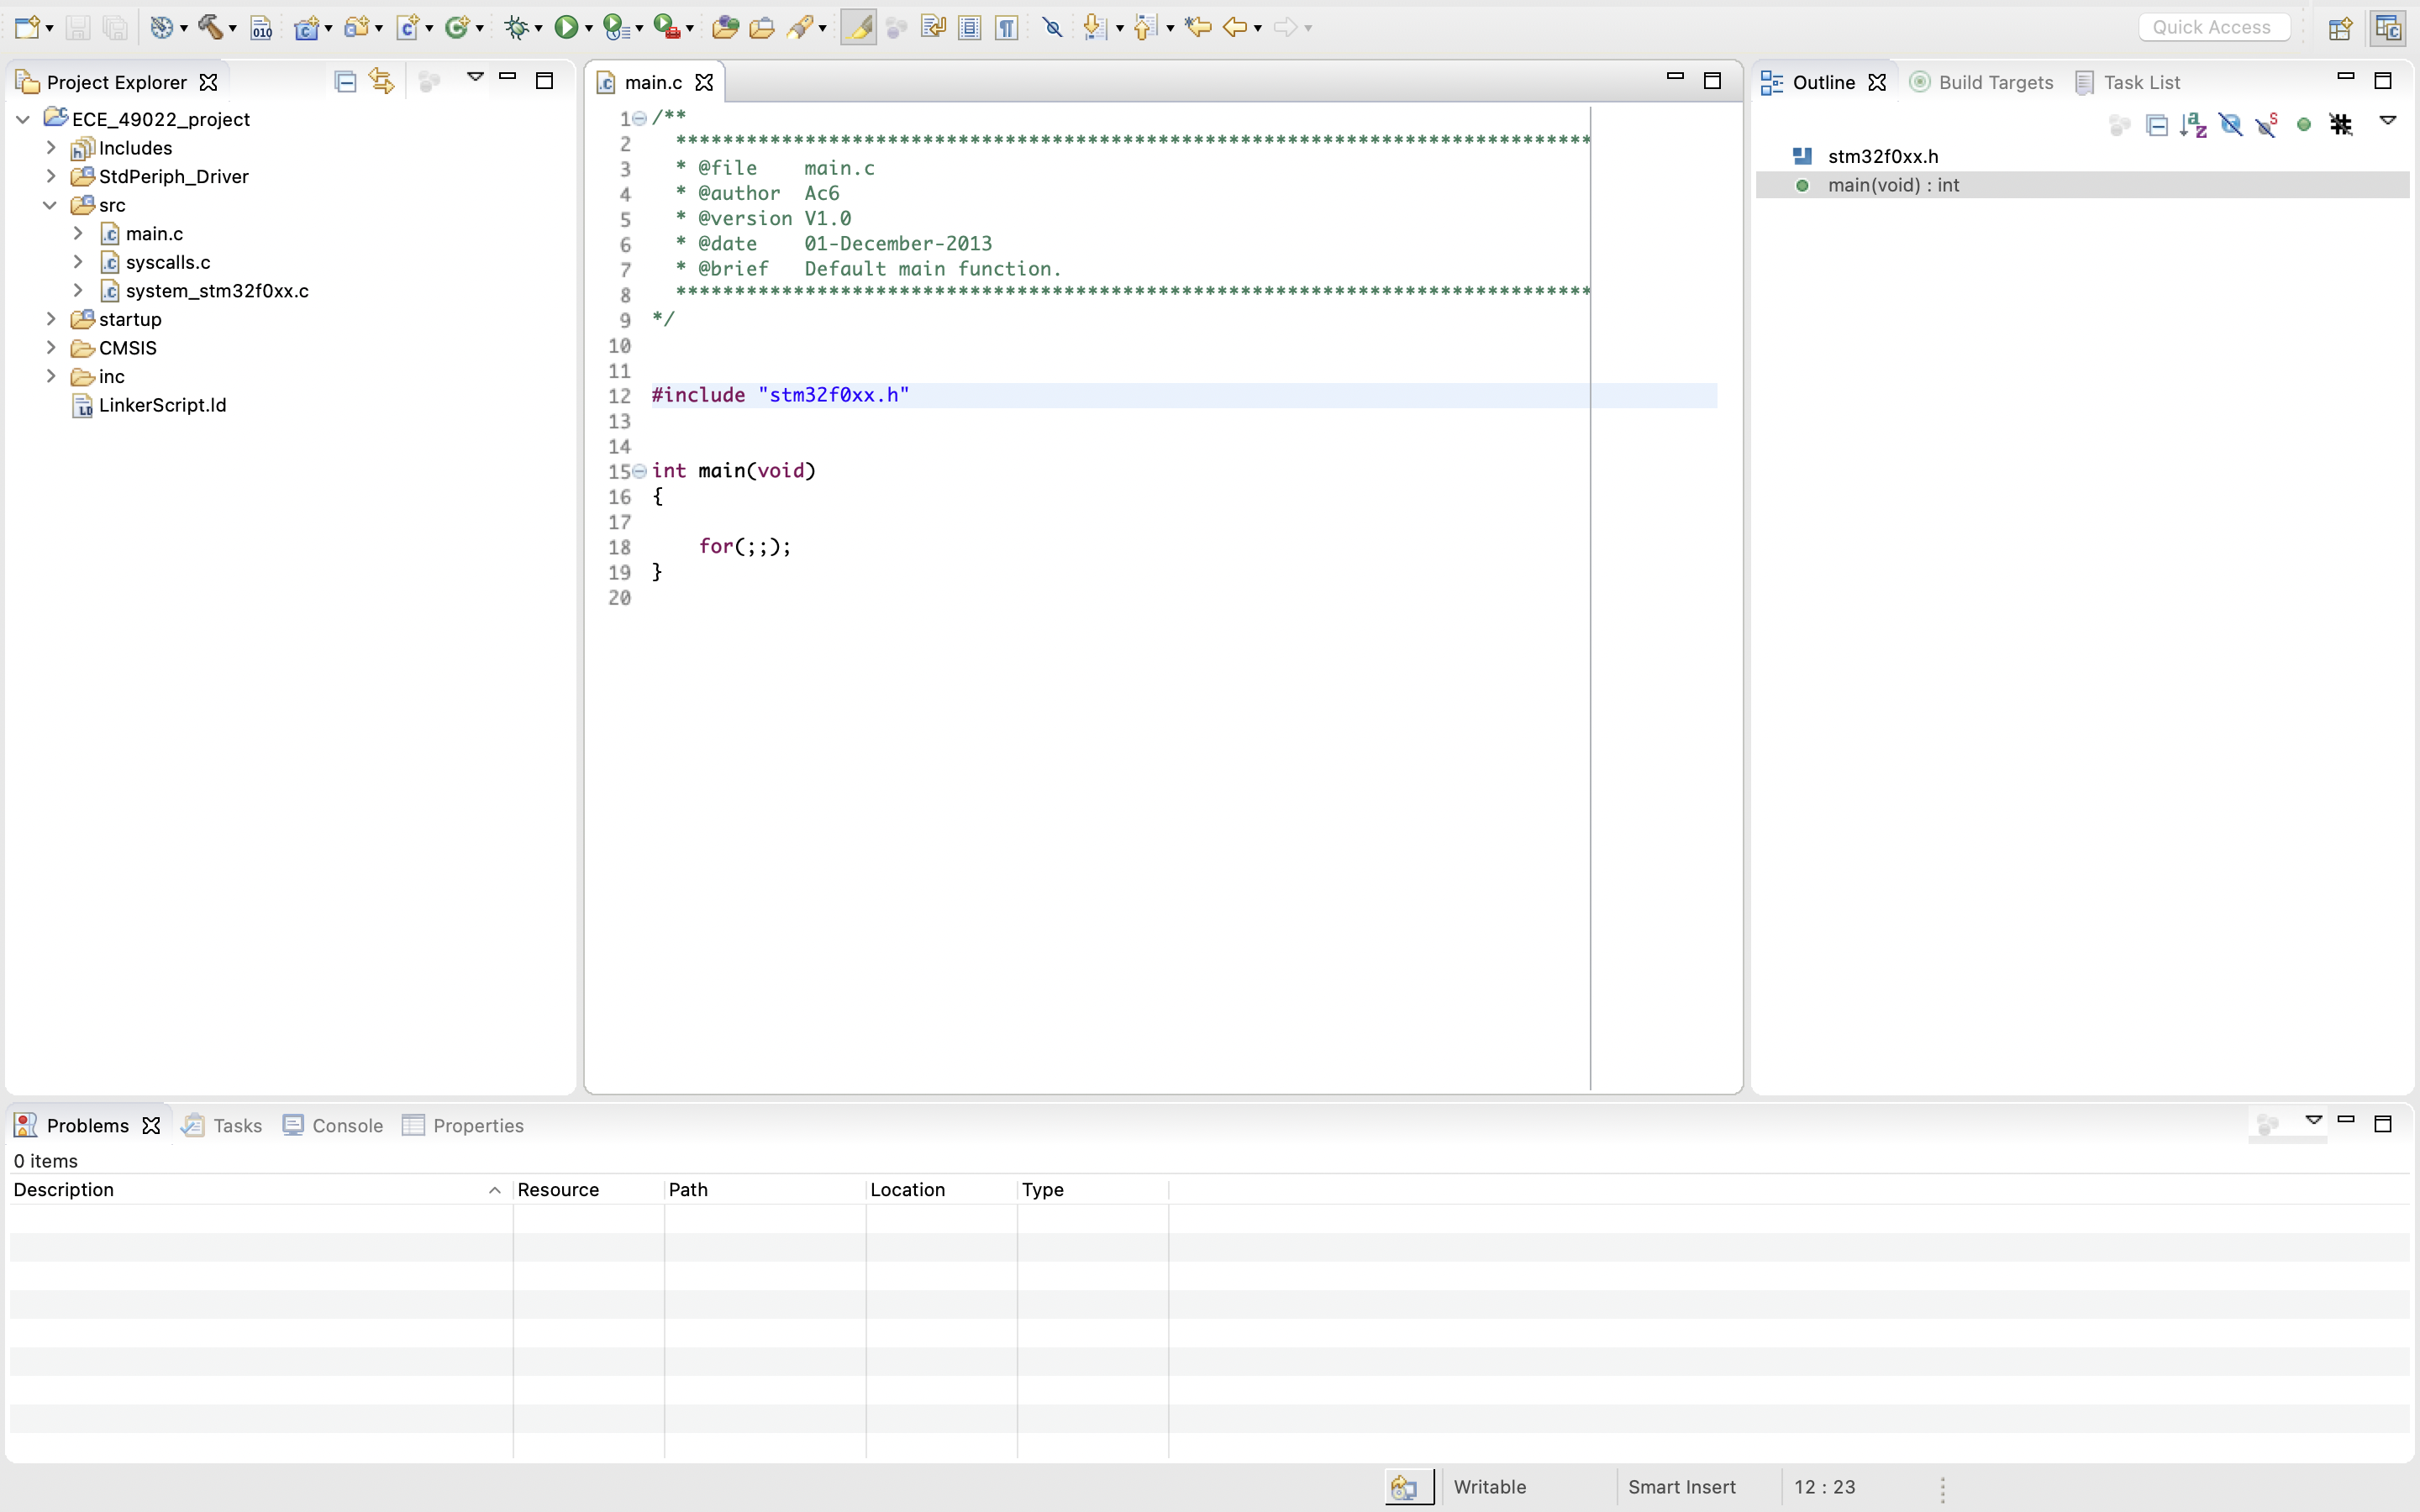 Quick Access
Project Explorer
ECE_49022_project
Includes
StdPeriph_Driver
src
main.c
syscalls.c
system_stm32f0xx.c
startup
CMSIS
inc
LinkerScript.ld
main.c
1 /**
2   ******************************************************************************
3   * @file    main.c
4   * @author  Ac6
5   * @version V1.0
6   * @date    01-December-2013
7   * @brief   Default main function.
8   ******************************************************************************
9 */
10
11
12 #include "stm32f0xx.h"
13
14
15 int main(void)
16 {
17
18     for(;;);
19 }
20
Outline Build Targets Task List
stm32f0xx.h
main(void) : int
Problems Tasks Console Properties
0 items
Description Resource Path Location Type
Writable Smart Insert 12 : 23